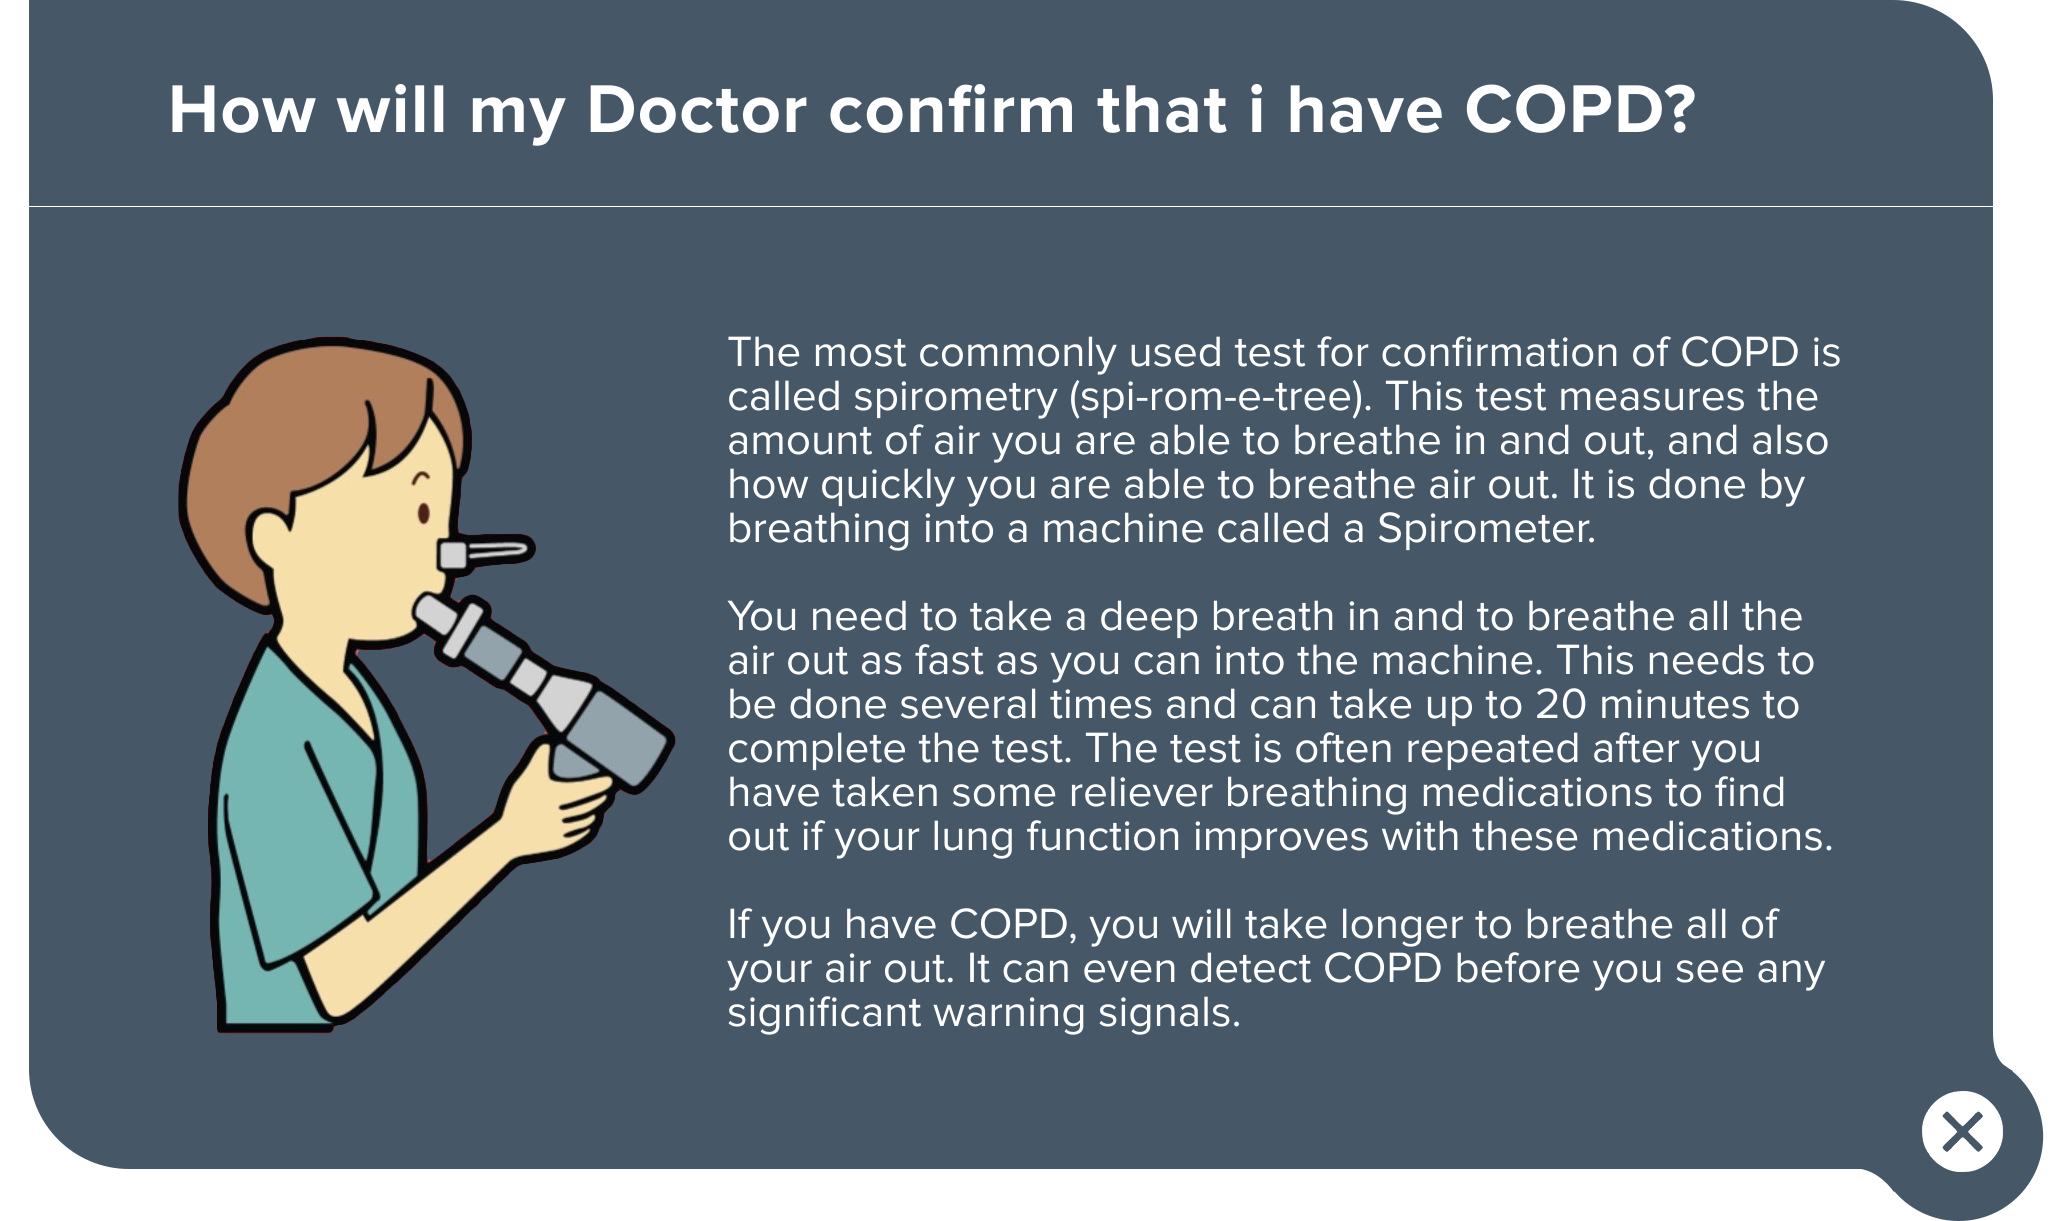 How will my Doctor confirm that i have COPD?
The most commonly used test for confirmation of COPD is
called spirometry (spi-rom-e-tree). This test measures the
amount of air you are able to breathe in and out, and also
how quickly you are able to breathe air out. It is done by
breathing into a machine called a Spirometer.
You need to take a deep breath in and to breathe all the
air out as fast as you can into the machine. This needs to
be done several times and can take up to 20 minutes to
complete the test. The test is often repeated after you
have taken some reliever breathing medications to find
out if your lung function improves with these medications.
If you have COPD, you will take longer to breathe all of
your air out. It can even detect COPD before you see any
significant warning signals.